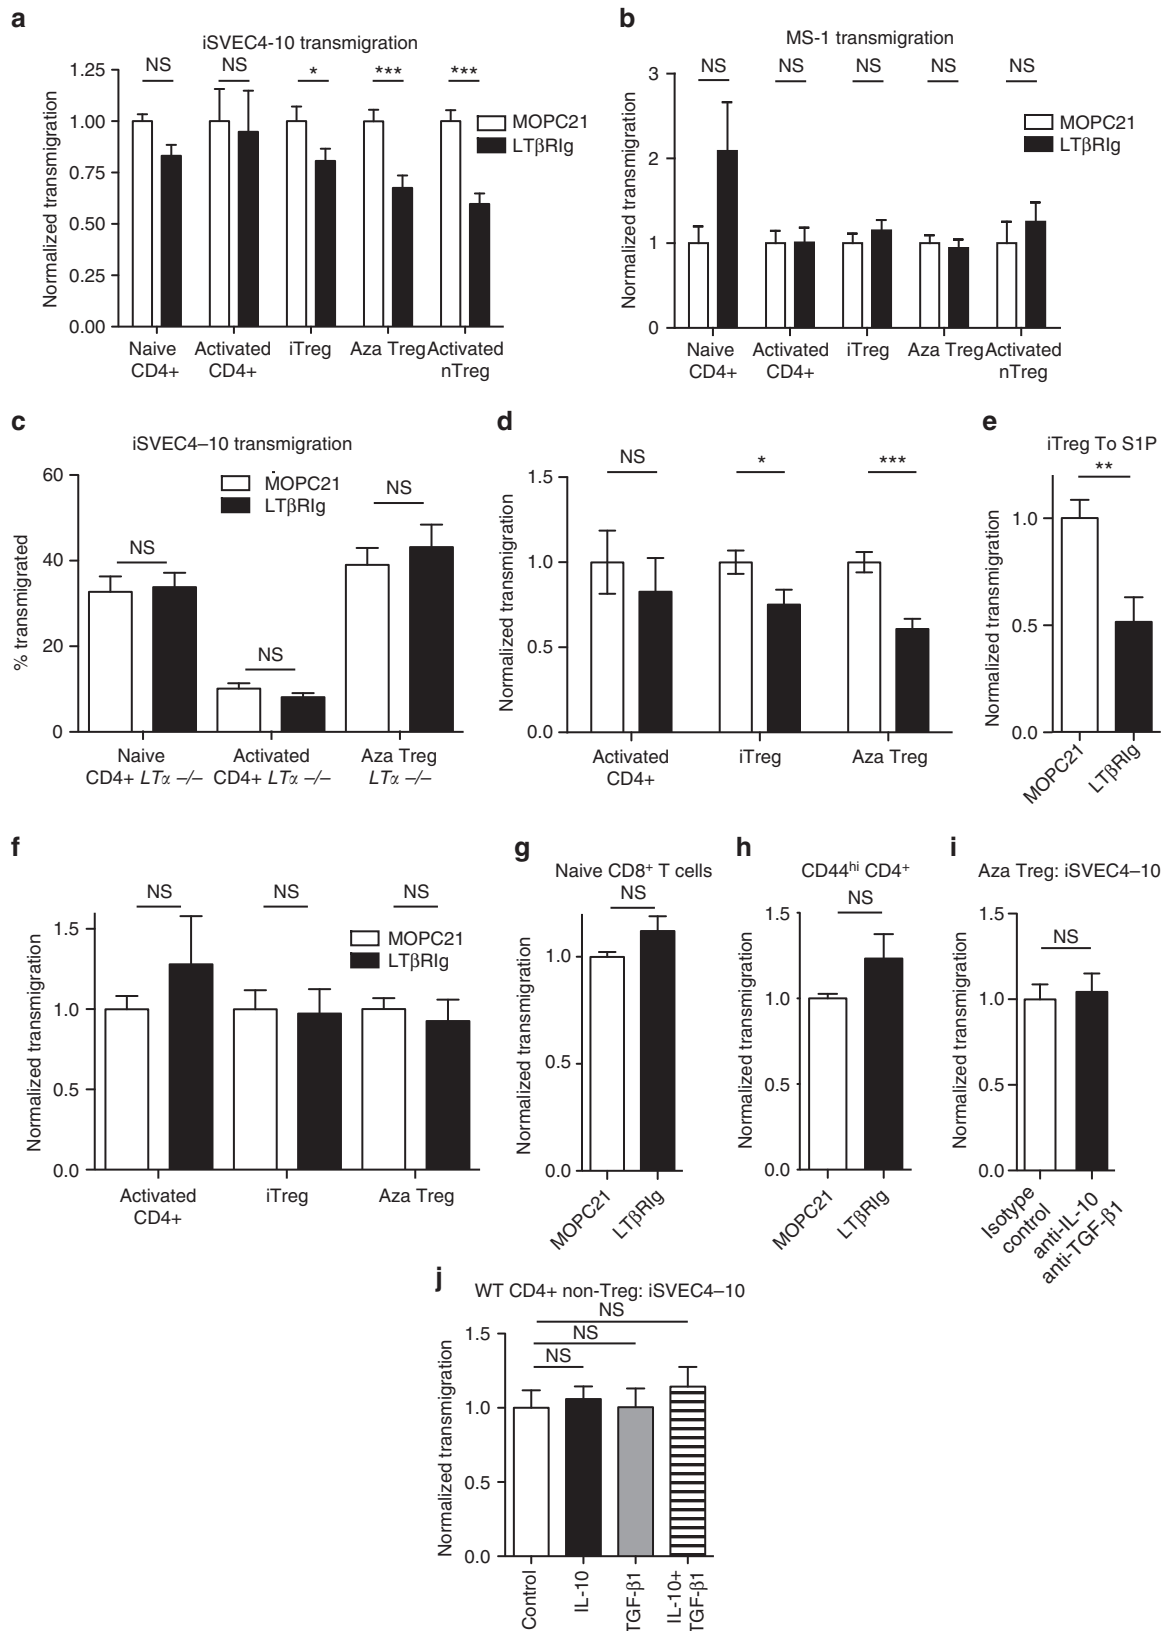 a
iSVEC4-10 transmigration
Normalized transmigration
1.25
1.00
0.75
0.50
0.25
0.00
NS NS * *** ***
MOPC21
LTβRIg
Naive CD4+
Activated CD4+
iTreg
Aza Treg
Activated nTreg
b
MS-1 transmigration
Normalized transmigration
3
2
1
0
NS NS NS NS NS
MOPC21
LTβRIg
Naive CD4+
Activated CD4+
iTreg
Aza Treg
Activated nTreg
c
iSVEC4–10 transmigration
% transmigrated
60
40
20
0
MOPC21
LTβRIg
NS
NS
NS
Naive
CD4+ LTα –/–
Activated
CD4+ LTα –/–
Aza Treg
LTα –/–
d
Normalized transmigration
1.5
1.0
0.5
0.0
NS * ***
Activated
CD4+
iTreg
Aza Treg
e
iTreg To S1P
**
Normalized transmigration
1.0
0.5
0.0
MOPC21
LTβRIg
f
Normalized transmigration
1.5
1.0
0.5
0.0
NS NS NS
MOPC21
LTβRIg
Activated
CD4+
iTreg
Aza Treg
g
Naive CD8+ T cells
NS
Normalized transmigration
1.0
0.5
0.0
MOPC21
LTβRIg
h
CD44hi CD4+
NS
Normalized transmigration
1.5
1.0
0.5
0.0
MOPC21
LTβRIg
i
Aza Treg: iSVEC4–10
NS
Normalized transmigration
1.5
1.0
0.5
0.0
Isotype
control
anti-IL-10
anti-TGF-β1
j
WT CD4+ non-Treg: iSVEC4–10
NS
NS
NS
Normalized transmigration
1.5
1.0
0.5
0.0
Control
IL-10
TGF-β1
IL-10+
TGF-β1